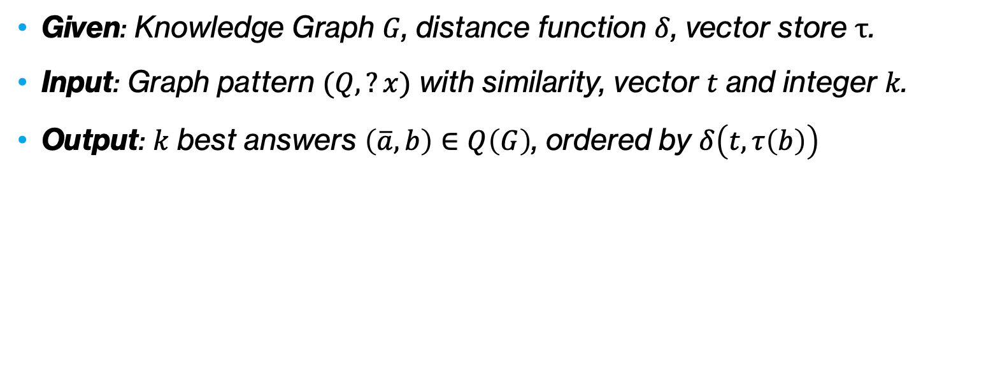 • Given: Knowledge Graph G, distance function δ, vector store τ.
• Input: Graph pattern (Q, ? x) with similarity, vector t and integer k.
• Output: k best answers (a̅, b) ∈ Q(G), ordered by δ(t, τ(b))